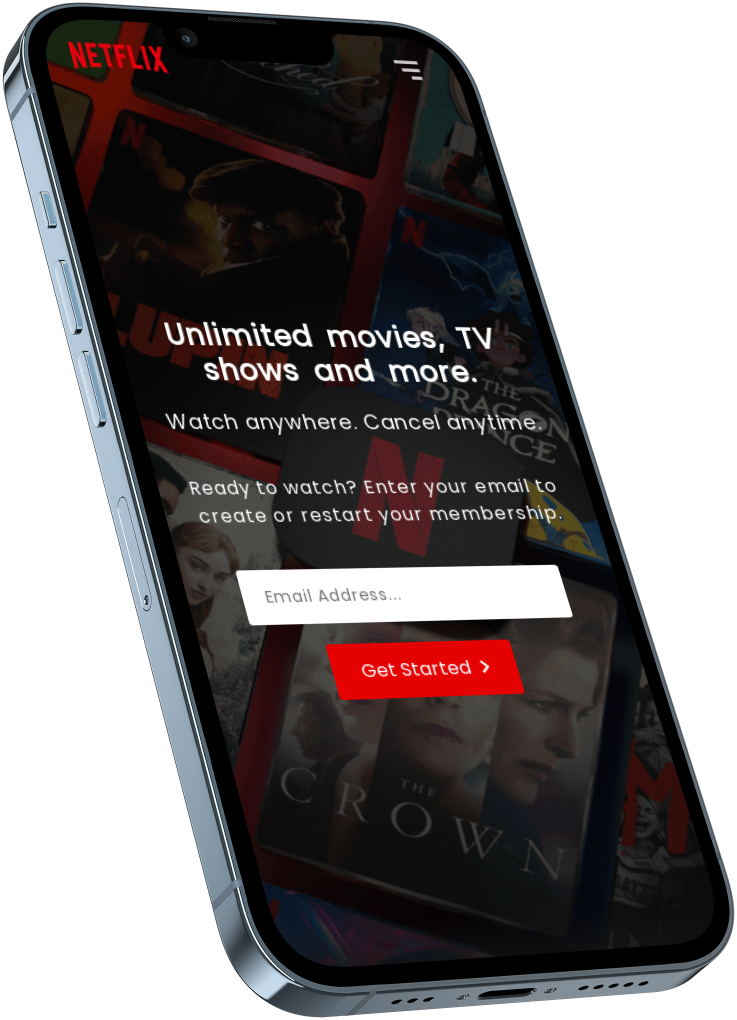 NETFLIX
N
N
LUPIN
Unlimited movies, TV
shows and more.
THE
DRAGON
PRINCE
Watch anywhere. Cancel anytime.
N
Ready to watch? Enter your email to
create or restart your membership.
Email Address...
Get Started
THE
CROWN
M